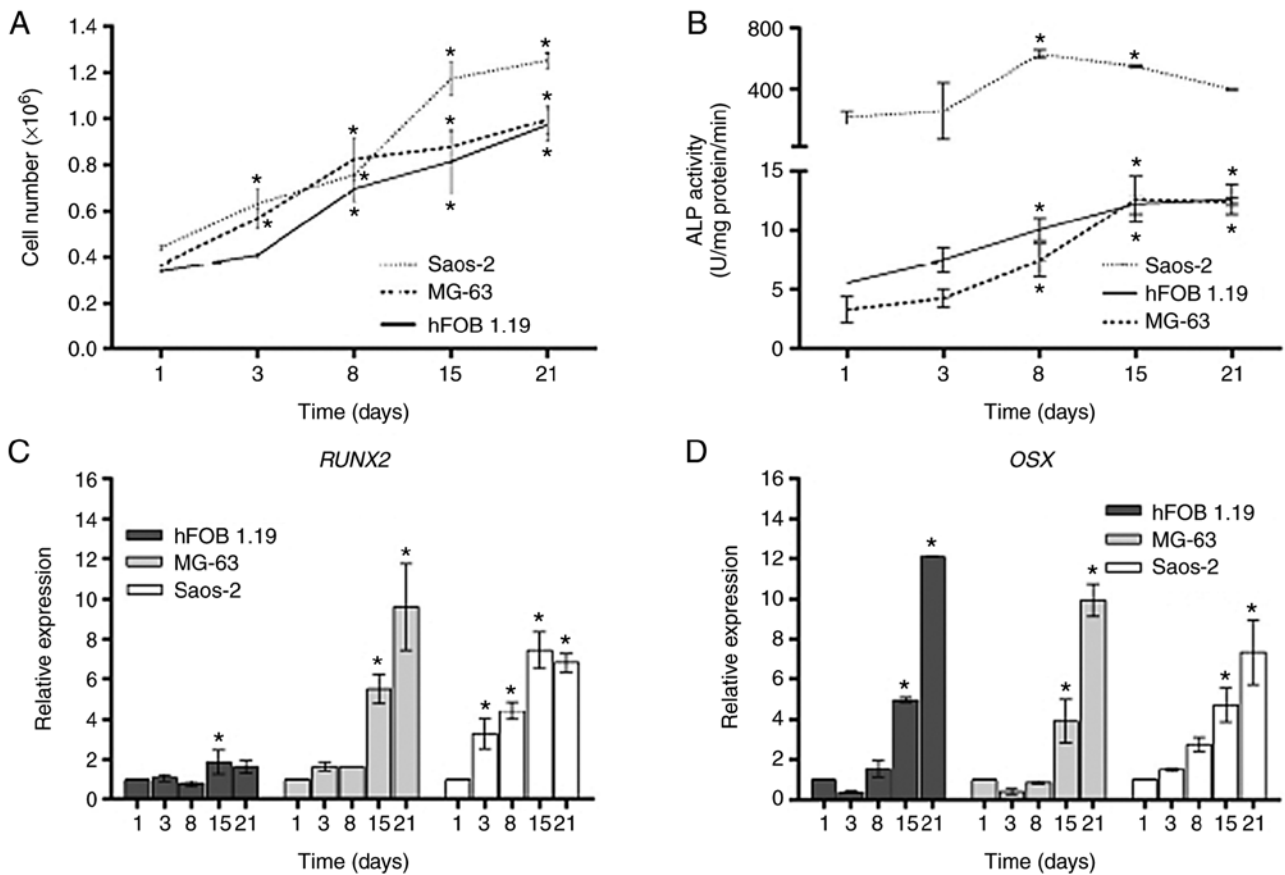 A
Cell number (×10⁶)
1.4
1.2
1.0
0.8
0.6
0.4
0.2
0.0
* * * *
* * * *
* * *
Saos-2
MG-63
hFOB 1.19
1 3 8 15 21
Time (days)
B
ALP activity
(U/mg protein/min)
800
400
15
10
5
0
* *
* * *
* * *
Saos-2
hFOB 1.19
MG-63
1 3 8 15 21
Time (days)
C
RUNX2
Relative expression
16
14
12
10
8
6
4
2
0
hFOB 1.19
MG-63
Saos-2
*
* *
* * * *
1 3 8 15 21 1 3 8 15 21 1 3 8 15 21
Time (days)
D
OSX
Relative expression
16
14
12
10
8
6
4
2
0
hFOB 1.19
MG-63
Saos-2
* *
* *
* *
1 3 8 15 21 1 3 8 15 21 1 3 8 15 21
Time (days)